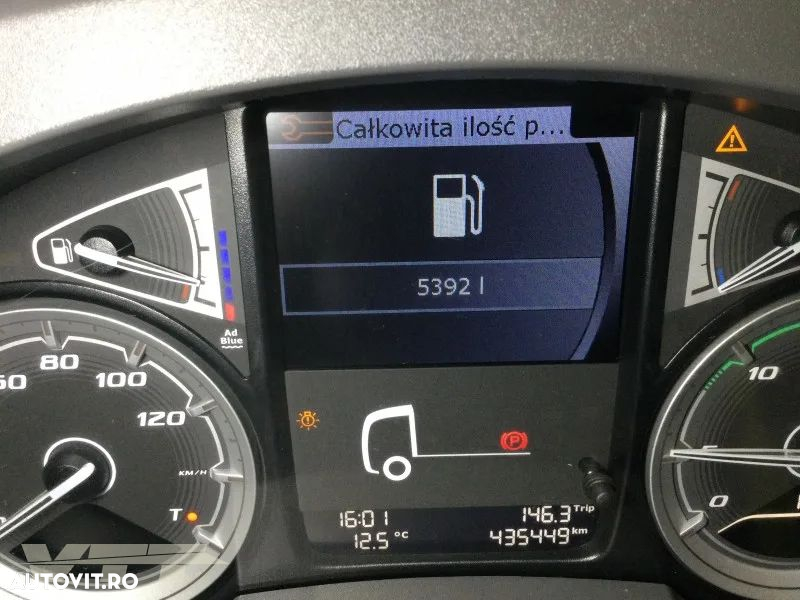 Całkowita ilość p...
5392 l
Ad
Blue
80
100
120
KM/H
T
10
0
P
16:01
146.3 Trip
12.5 °C
435449 km
AUTOVIT.RO